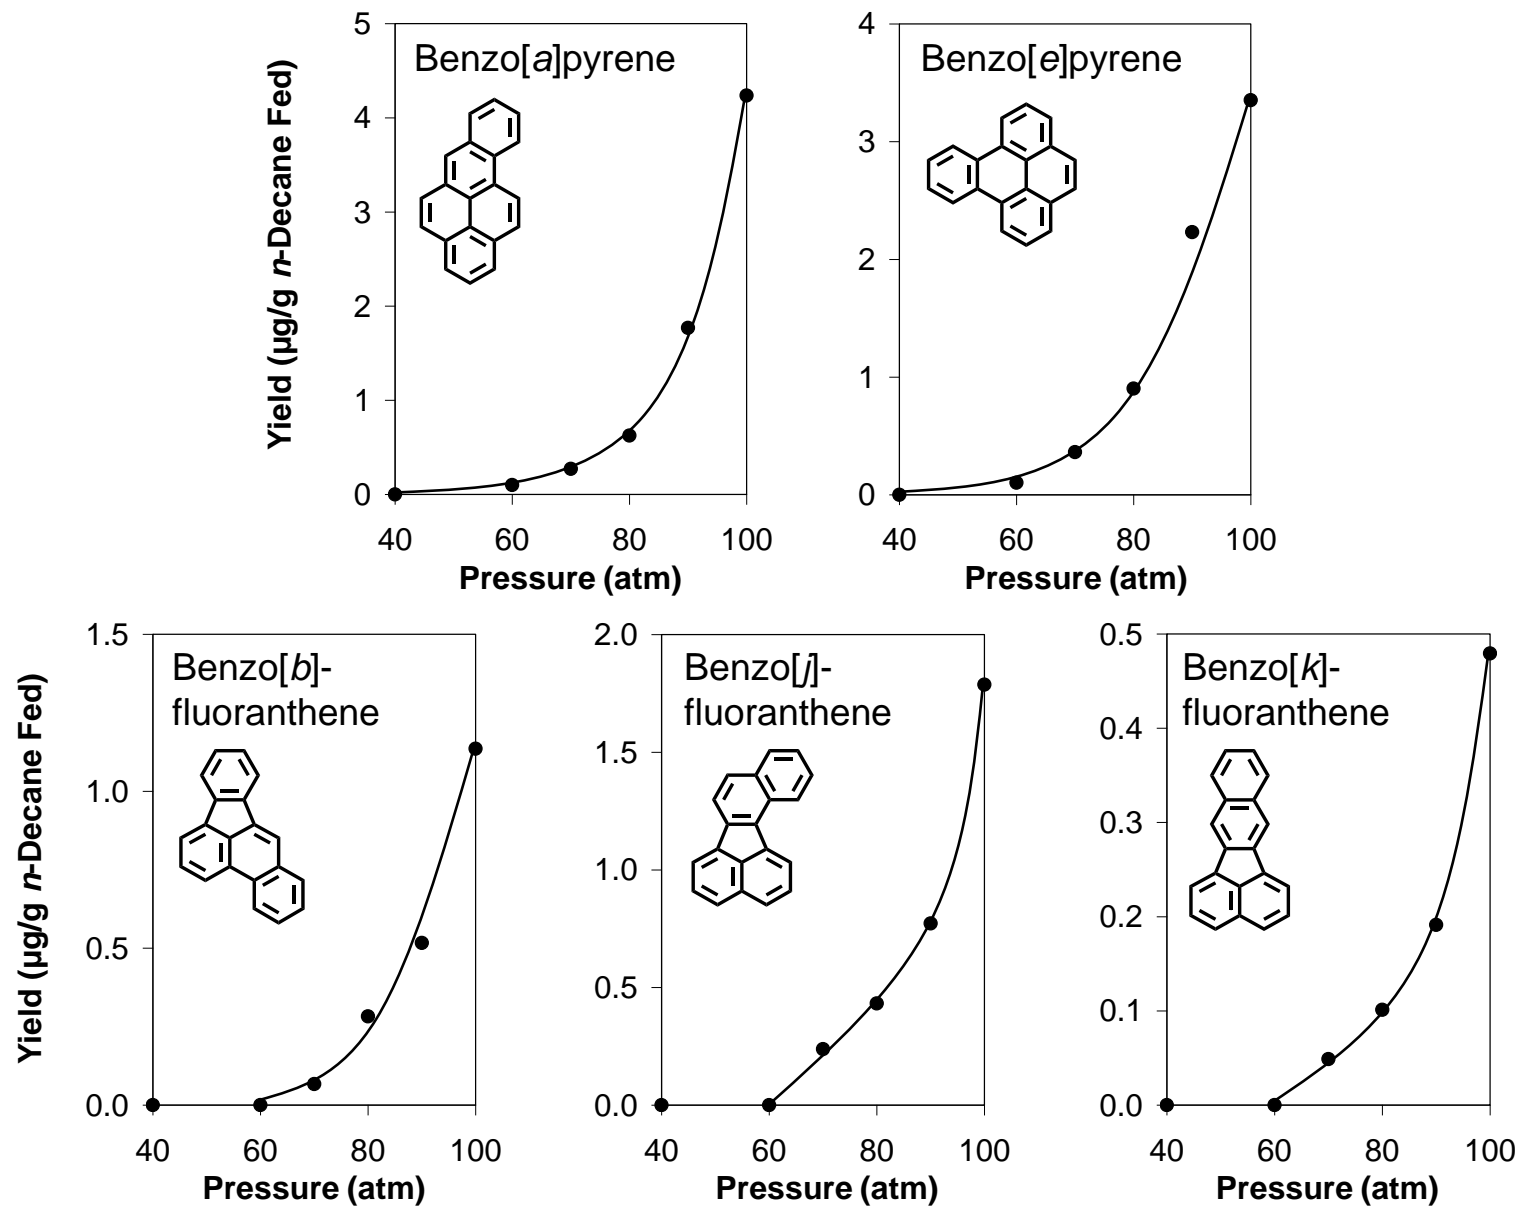 5
4
3
2
1
0
Yield (µg/g n-Decane Fed)
Benzo[a]pyrene
40 60 80 100
Pressure (atm)
4
3
2
1
0
Benzo[e]pyrene
40 60 80 100
Pressure (atm)
1.5
1.0
0.5
0.0
Yield (µg/g n-Decane Fed)
Benzo[b]-
fluoranthene
40 60 80 100
Pressure (atm)
2.0
1.5
1.0
0.5
0.0
Benzo[j]-
fluoranthene
40 60 80 100
Pressure (atm)
0.5
0.4
0.3
0.2
0.1
0.0
Benzo[k]-
fluoranthene
40 60 80 100
Pressure (atm)